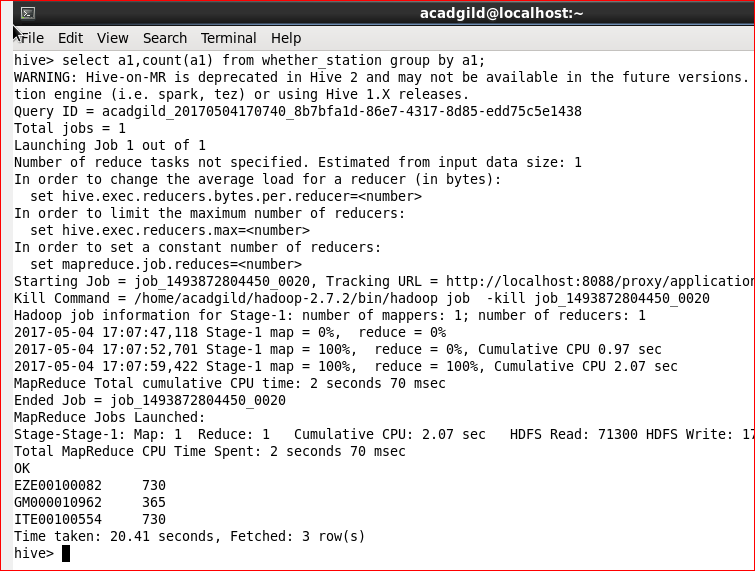 acadgild@localhost:~
File Edit View Search Terminal Help
hive> select a1,count(a1) from whether_station group by a1;
WARNING: Hive-on-MR is deprecated in Hive 2 and may not be available in the future versions.
tion engine (i.e. spark, tez) or using Hive 1.X releases.
Query ID = acadgild_20170504170740_8b7bfa1d-86e7-4317-8d85-edd75c5e1438
Total jobs = 1
Launching Job 1 out of 1
Number of reduce tasks not specified. Estimated from input data size: 1
In order to change the average load for a reducer (in bytes):
  set hive.exec.reducers.bytes.per.reducer=<number>
In order to limit the maximum number of reducers:
  set hive.exec.reducers.max=<number>
In order to set a constant number of reducers:
  set mapreduce.job.reduces=<number>
Starting Job = job_1493872804450_0020, Tracking URL = http://localhost:8088/proxy/application
Kill Command = /home/acadgild/hadoop-2.7.2/bin/hadoop job  -kill job_1493872804450_0020
Hadoop job information for Stage-1: number of mappers: 1; number of reducers: 1
2017-05-04 17:07:47,118 Stage-1 map = 0%,  reduce = 0%
2017-05-04 17:07:52,701 Stage-1 map = 100%,  reduce = 0%, Cumulative CPU 0.97 sec
2017-05-04 17:07:59,422 Stage-1 map = 100%,  reduce = 100%, Cumulative CPU 2.07 sec
MapReduce Total cumulative CPU time: 2 seconds 70 msec
Ended Job = job_1493872804450_0020
MapReduce Jobs Launched:
Stage-Stage-1: Map: 1  Reduce: 1   Cumulative CPU: 2.07 sec   HDFS Read: 71300 HDFS Write: 17
Total MapReduce CPU Time Spent: 2 seconds 70 msec
OK
EZE00100082     730
GM000010962     365
ITE00100554     730
Time taken: 20.41 seconds, Fetched: 3 row(s)
hive>